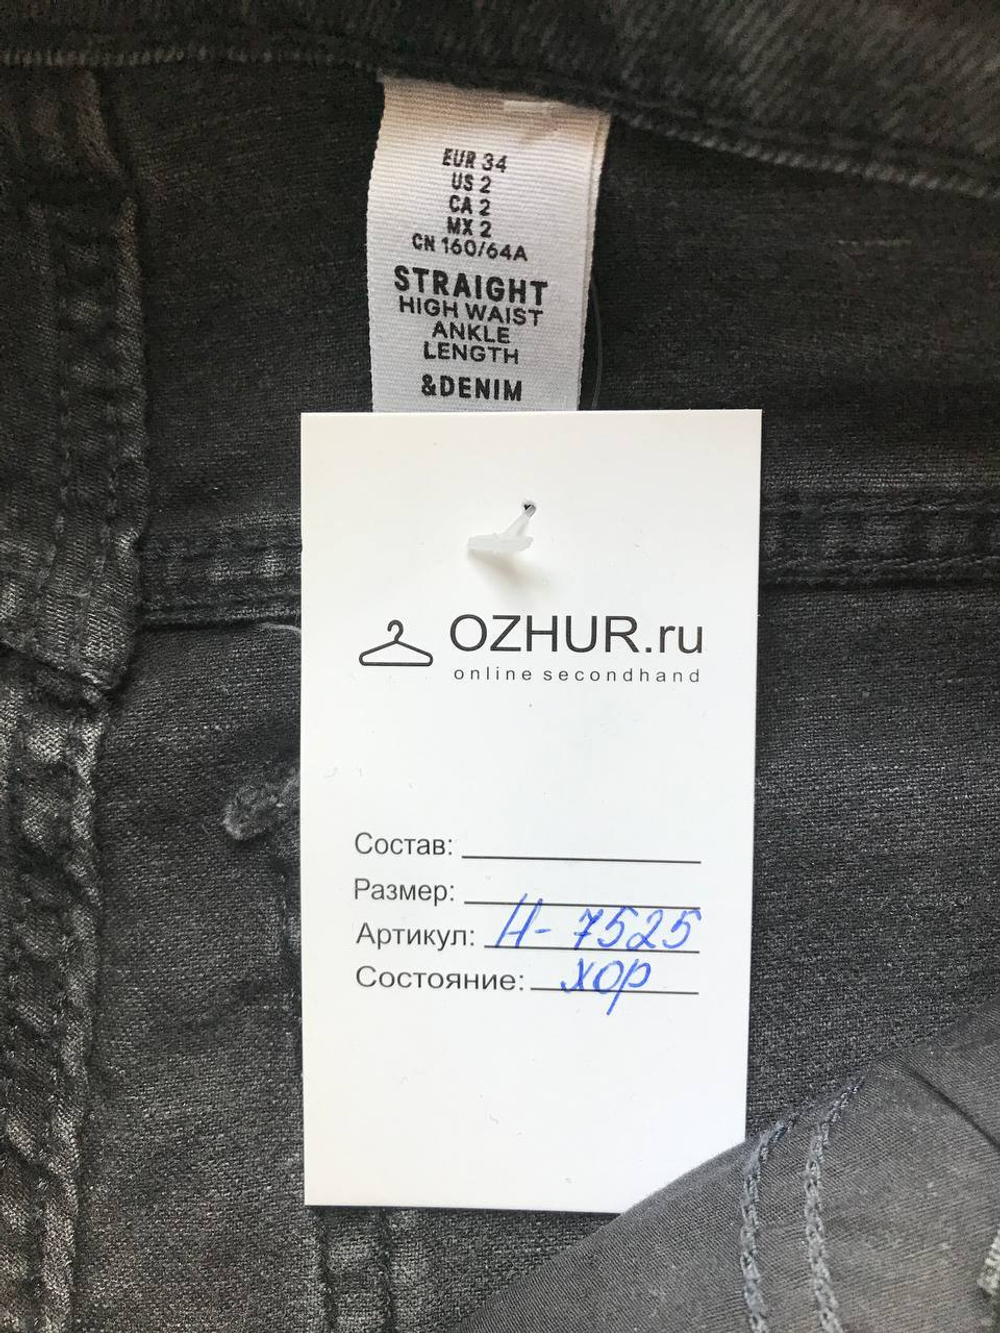 EUR 34
US 2
CA 2
MX 2
CN 160/64A
STRAIGHT
HIGH WAIST
ANKLE
LENGTH
&DENIM
OZHUR.ru
online secondhand
Состав:
Размер:
Артикул: Н-7525
Состояние: хор